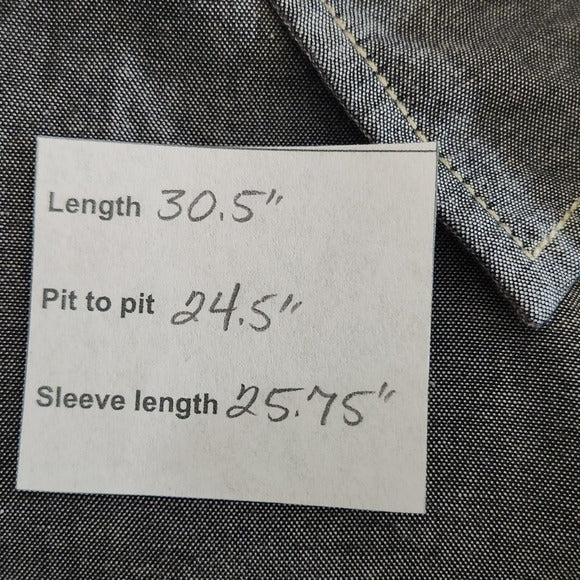 Length 30.5"
Pit to pit 24.5"
Sleeve length 25.75"